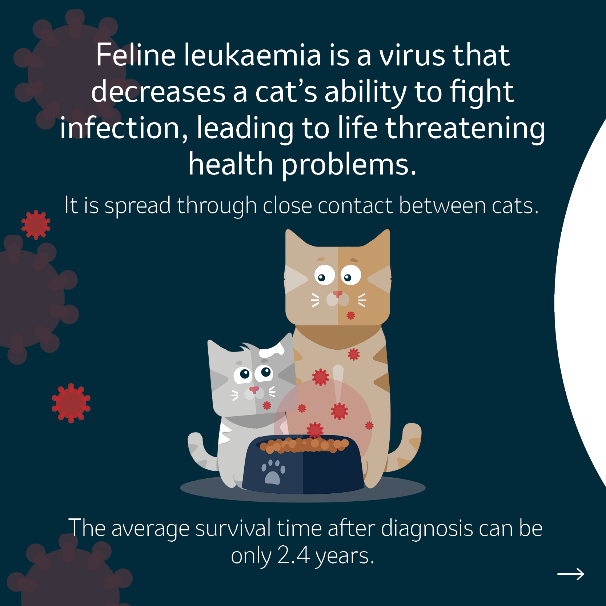 Feline leukaemia is a virus that
decreases a cat’s ability to fight
infection, leading to life threatening
health problems.
It is spread through close contact between cats.
The average survival time after diagnosis can be
only 2.4 years.